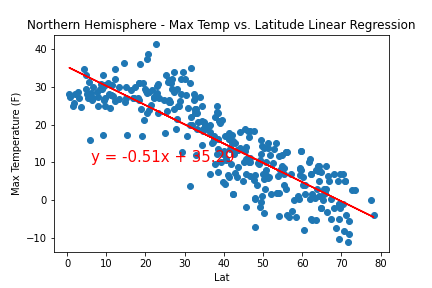 Northern Hemisphere - Max Temp vs. Latitude Linear Regression
40
30
20
10
0
−10
Max Temperature (F)
y = -0.51x + 35.29
0 10 20 30 40 50 60 70 80
Lat